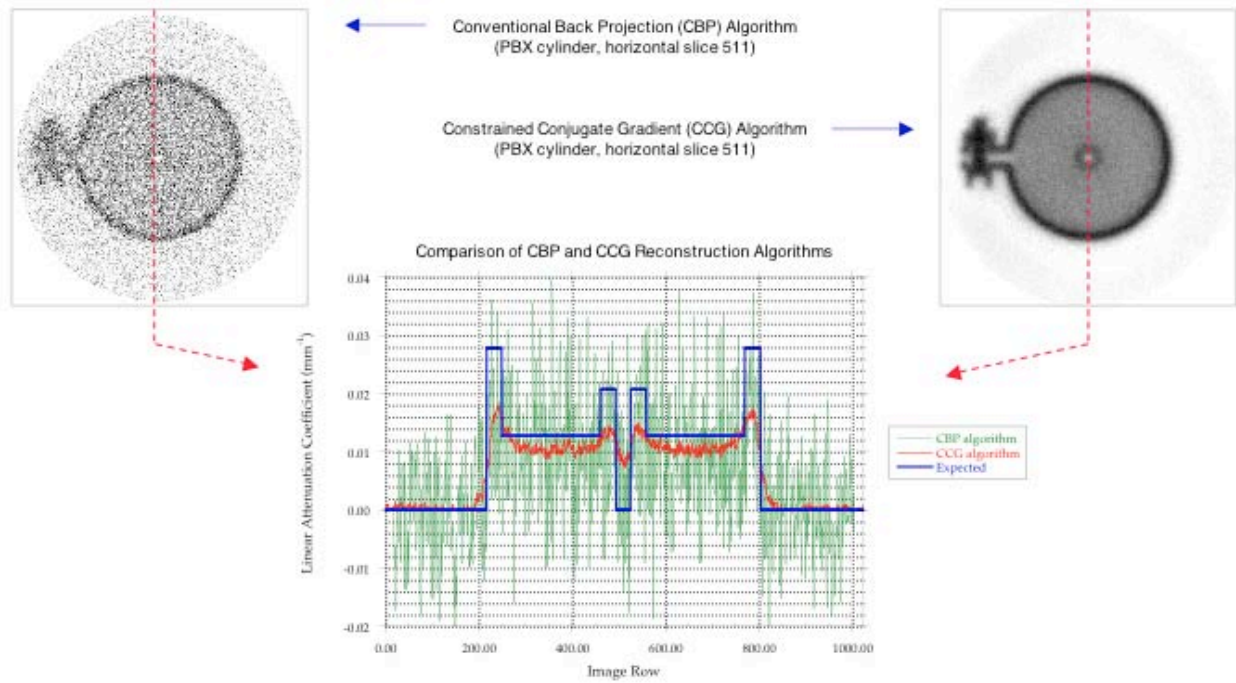 Conventional Back Projection (CBP) Algorithm
(PBX cylinder, horizontal slice 511)
Constrained Conjugate Gradient (CCG) Algorithm
(PBX cylinder, horizontal slice 511)
Comparison of CBP and CCG Reconstruction Algorithms
Linear Attenuation Coefficient (mm⁻¹)
0.04
0.03
0.02
0.01
0.00
-0.01
-0.02
0.00 200.00 400.00 600.00 800.00 1000.00
Image Row
CBP algorithm
CCG algorithm
Expected